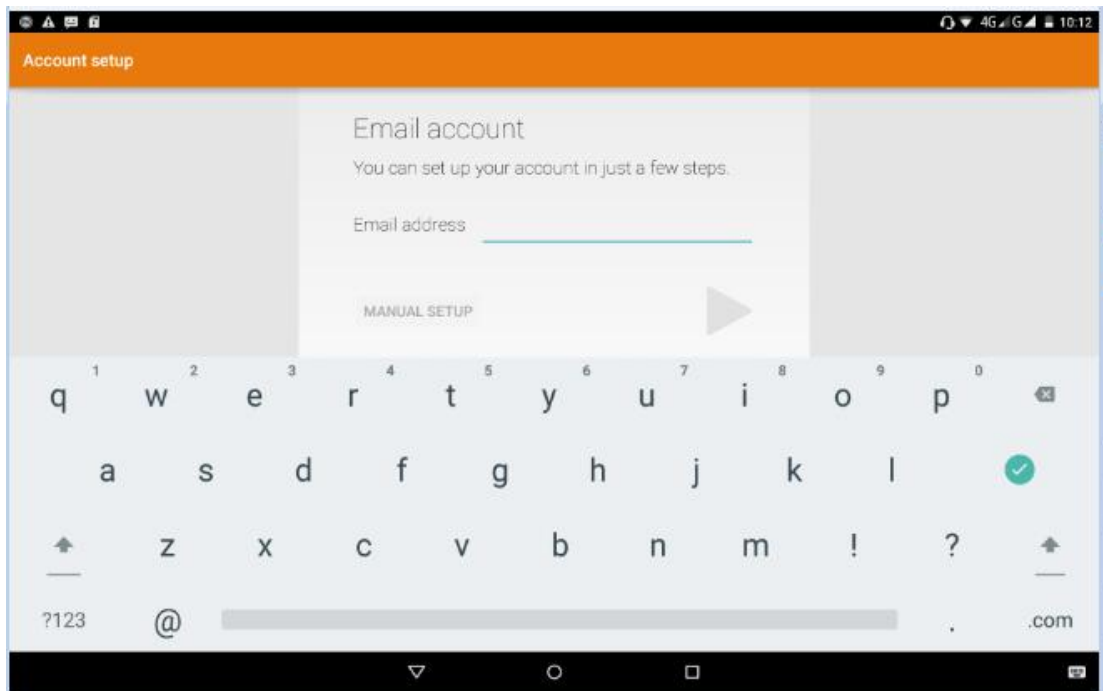 4G G 10:12
Account setup
Email account
You can set up your account in just a few steps.
Email address
MANUAL SETUP
1 2 3 4 5 6 7 8 9 0
q w e r t y u i o p
a s d f g h j k l
z x c v b n m ! ?
?123 @ . .com